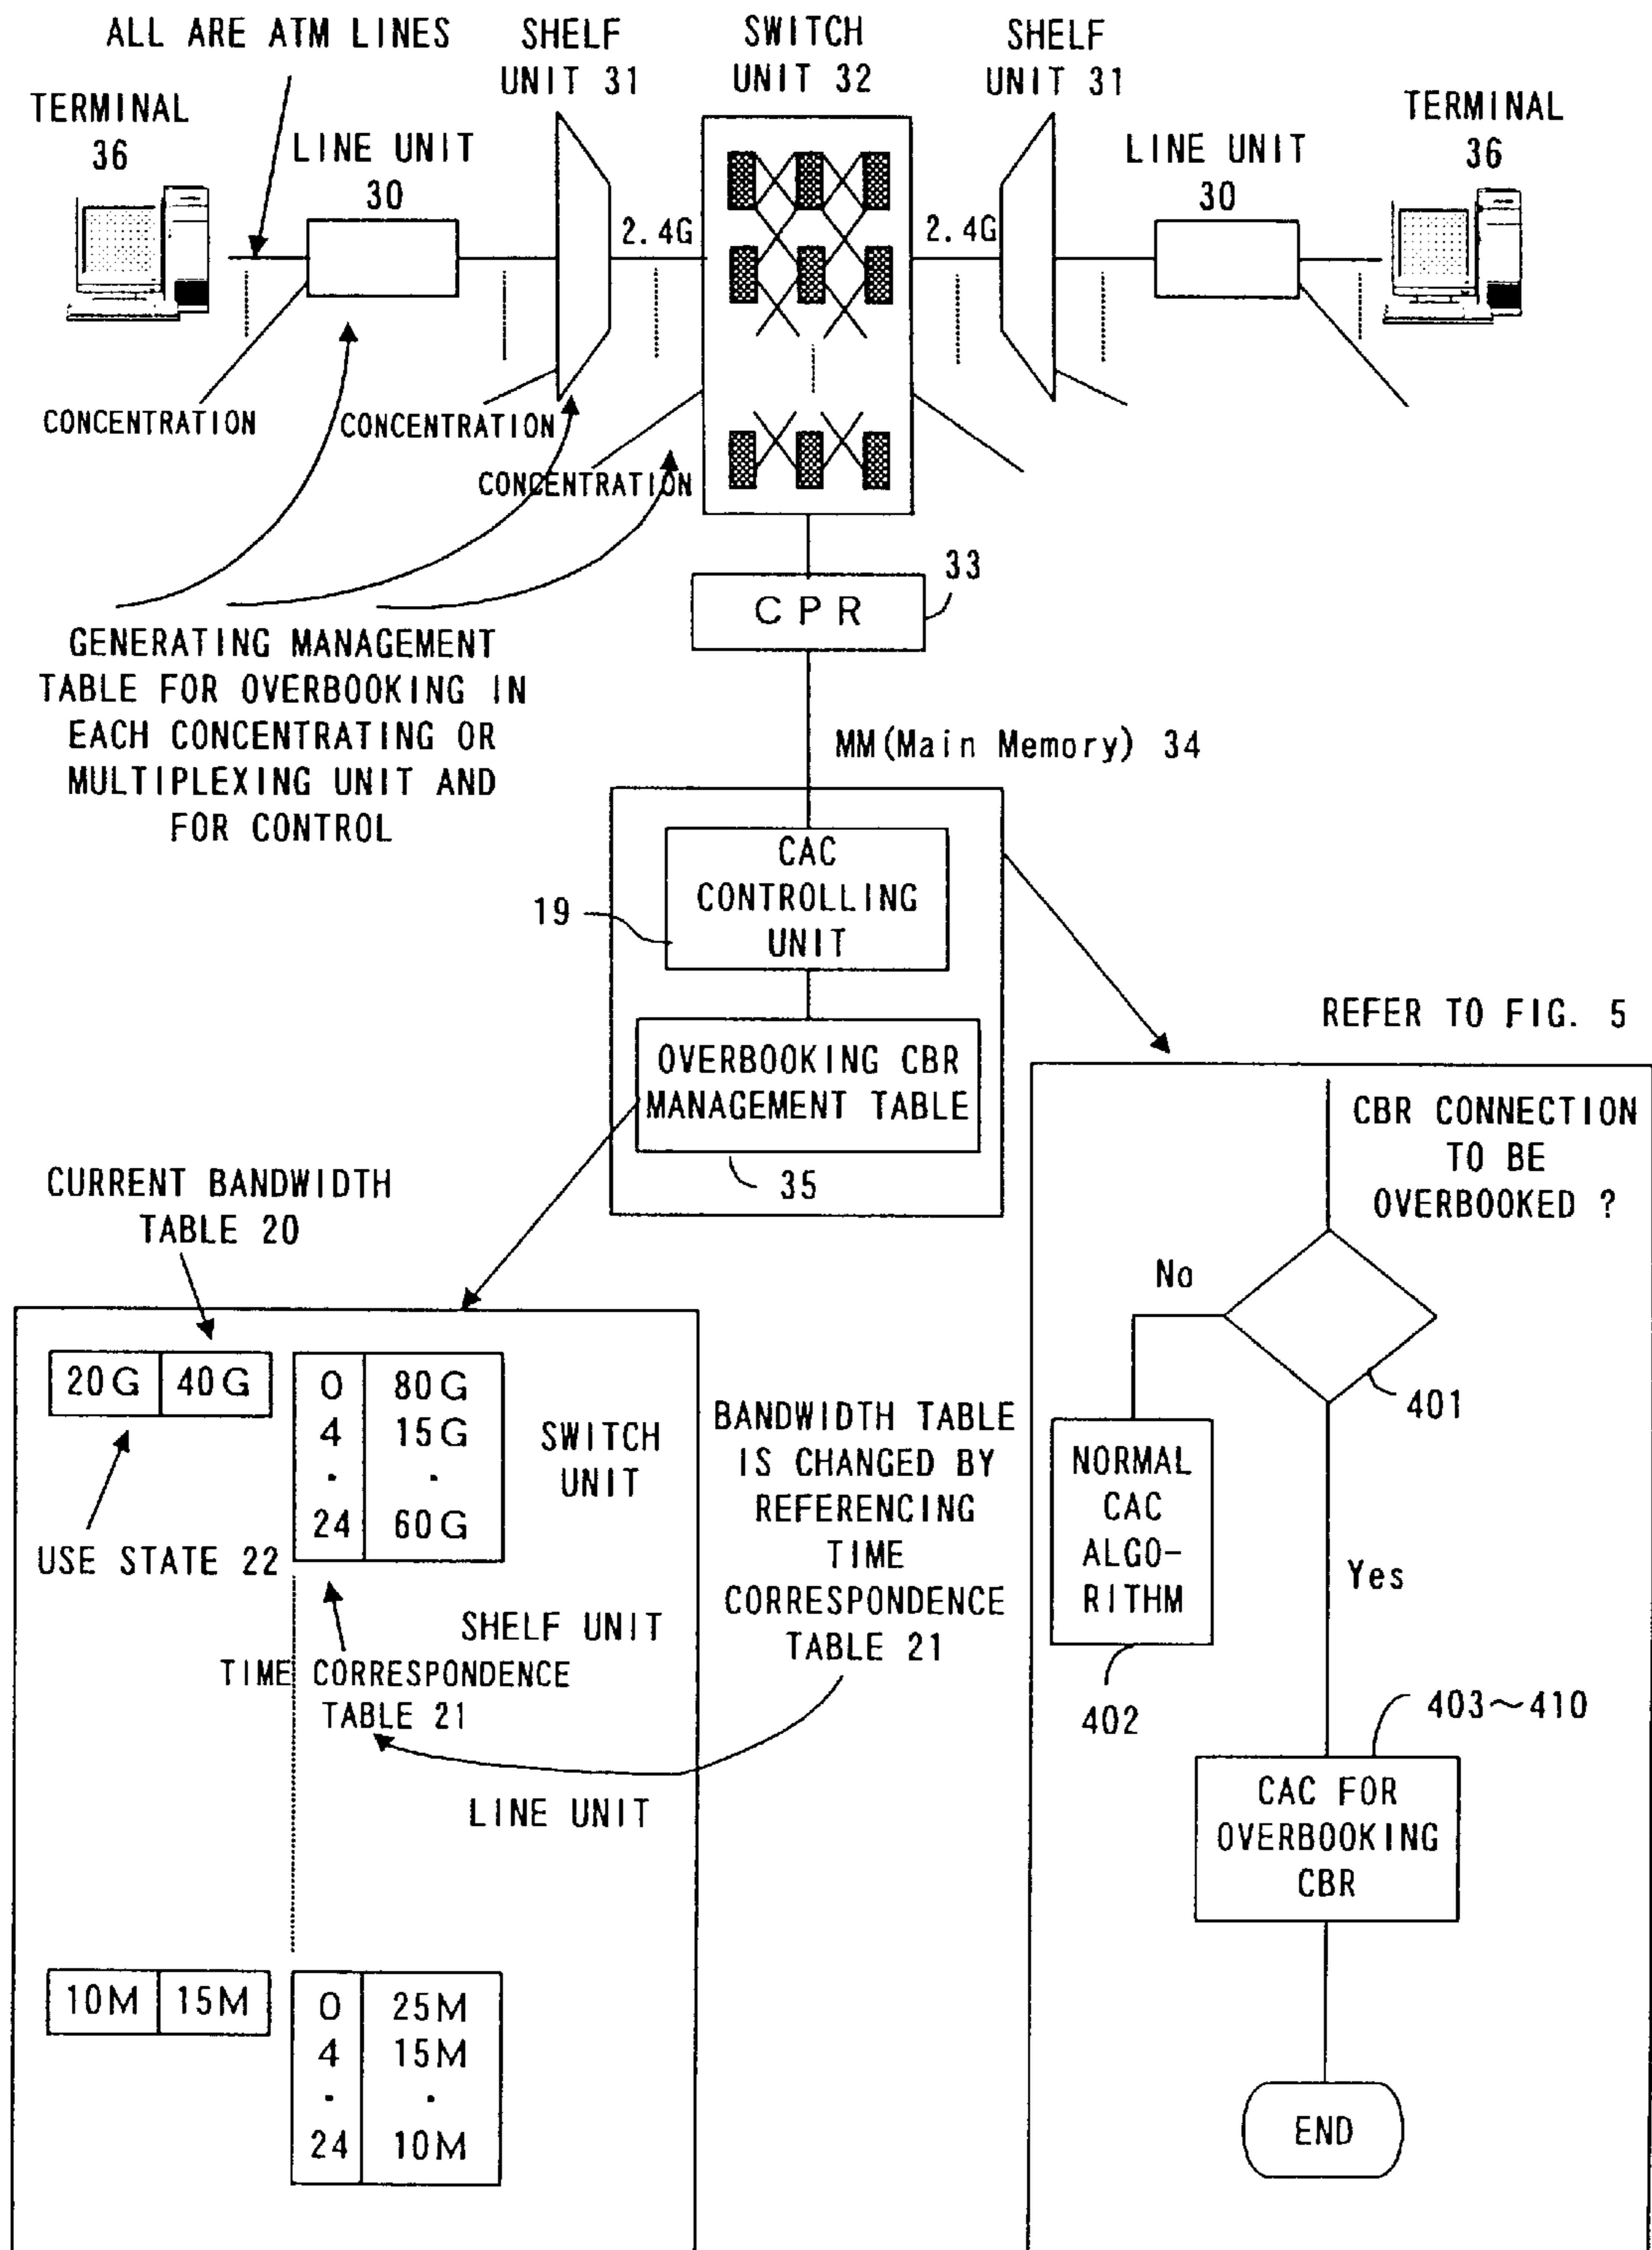 ALL ARE ATM LINES
SHELF
UNIT 31
SWITCH
UNIT 32
SHELF
UNIT 31
TERMINAL
36
LINE UNIT
30
LINE UNIT
30
TERMINAL
36
2.4G
2.4G
CONCENTRATION
CONCENTRATION
CONCENTRATION
CPR
33
GENERATING MANAGEMENT
TABLE FOR OVERBOOKING IN
EACH CONCENTRATING OR
MULTIPLEXING UNIT AND
FOR CONTROL
MM(Main Memory) 34
CAC
CONTROLLING
UNIT
19
OVERBOOKING CBR
MANAGEMENT TABLE
35
REFER TO FIG. 5
CBR CONNECTION
TO BE
OVERBOOKED ?
No
401
NORMAL
CAC
ALGO-
RITHM
402
Yes
403~410
CAC FOR
OVERBOOKING
CBR
END
CURRENT BANDWIDTH
TABLE 20
20G 40G
0 80G
4 15G
. .
24 60G
SWITCH
UNIT
USE STATE 22
SHELF UNIT
TIME CORRESPONDENCE
TABLE 21
BANDWIDTH TABLE
IS CHANGED BY
REFERENCING
TIME
CORRESPONDENCE
TABLE 21
LINE UNIT
10M 15M
0 25M
4 15M
. .
24 10M